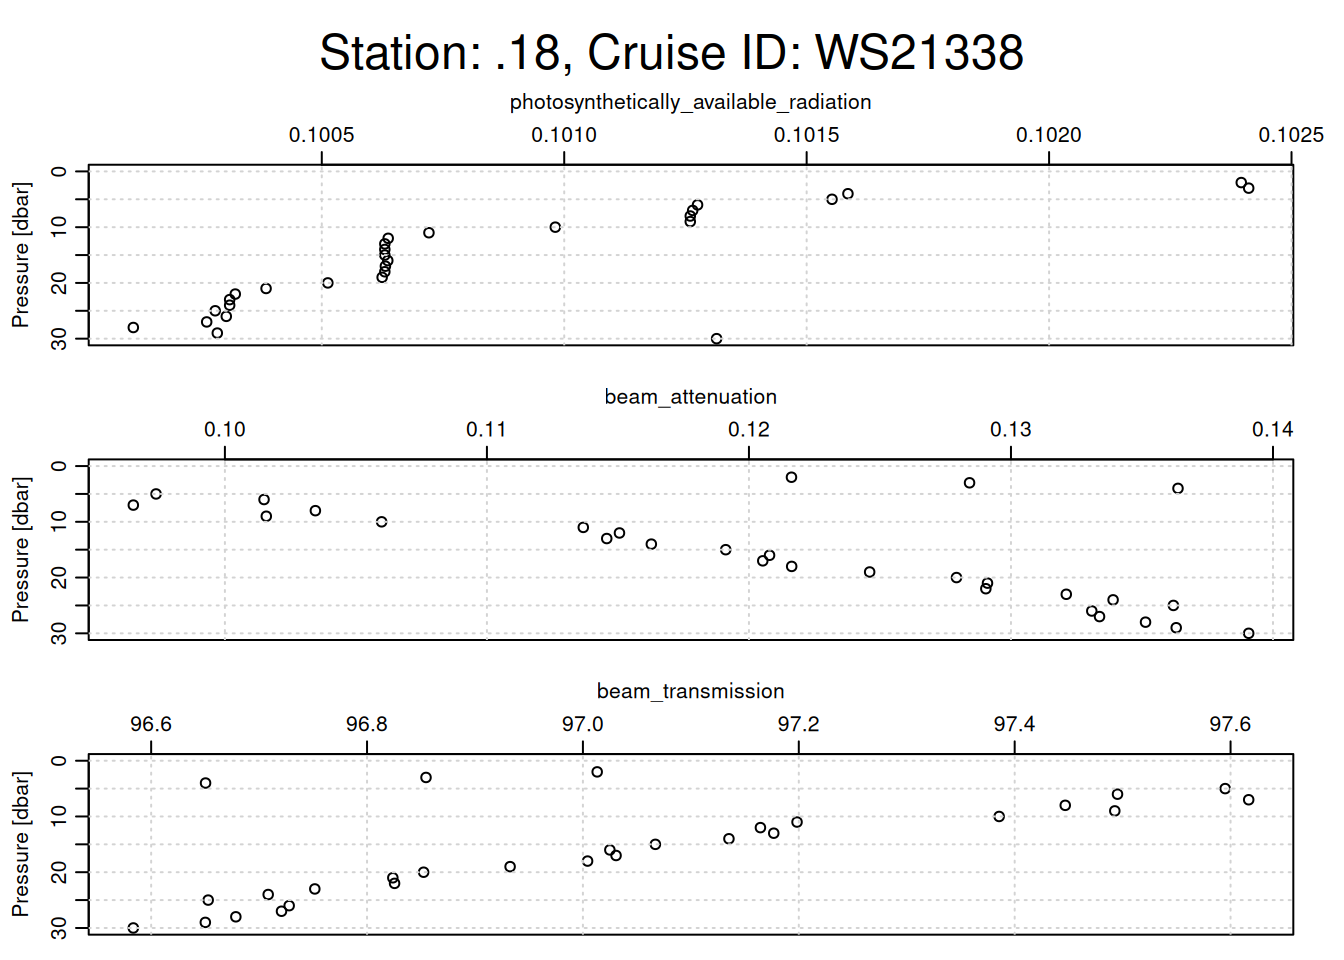 Station: .18, Cruise ID: WS21338
photosynthetically_available_radiation
0.1005 0.1010 0.1015 0.1020 0.1025
Pressure [dbar]
0
10
20
30
beam_attenuation
0.10 0.11 0.12 0.13 0.14
Pressure [dbar]
0
10
20
30
beam_transmission
96.6 96.8 97.0 97.2 97.4 97.6
Pressure [dbar]
0
10
20
30